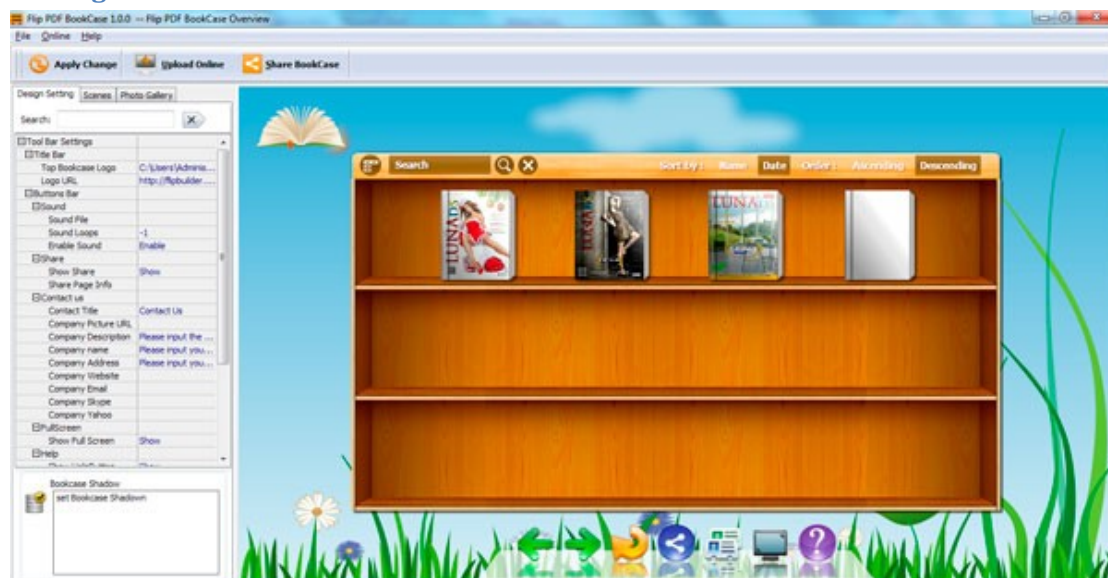 Flip PDF BookCase 1.0.0 -- Flip PDF BookCase Overview
File Online Help
Apply Change Upload Online Share BookCase
Design Setting Scenes Photo Gallery
Search:
Tool Bar Settings
Title Bar
Top Bookcase Logo C:\Users\Adminis...
Logo URL http://flipbuilder....
Buttons Bar
Sound
Sound File
Sound Loops -1
Enable Sound Enable
Share
Show Share Show
Share Page Info
Contact us
Contact Title Contact Us
Company Picture URL
Company Description Please input the ...
Company name Please input you...
Company Address Please input you...
Company Website
Company Email
Company Skype
Company Yahoo
FullScreen
Show Full Screen Show
Help
Bookcase Shadow
set Bookcase Shadown
Search Sort by: Name Date Order: Ascending Descending
LUNADS
LUNADS
LUNADS